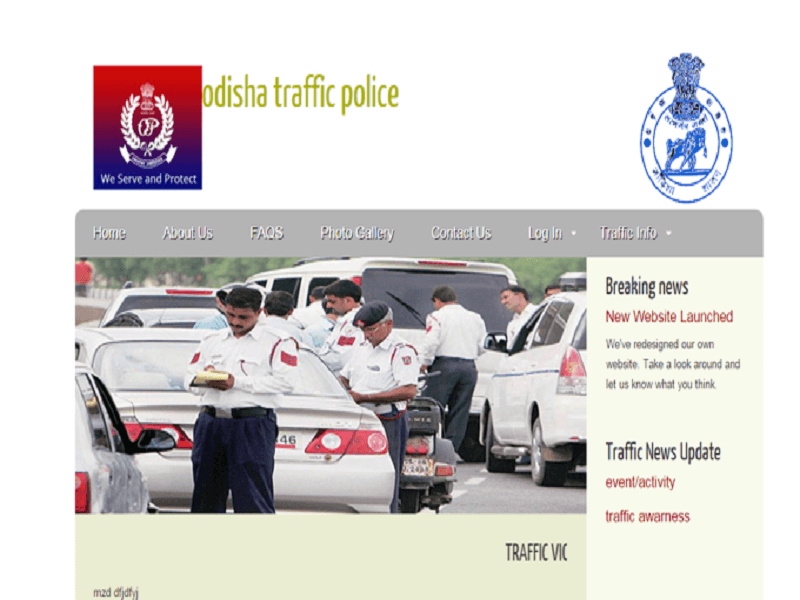 odisha traffic police
We Serve and Protect
Home About Us FAQS Photo Gallery Contact Us Log In Traffic Info
Breaking news
New Website Launched
We've redesigned our own
website. Take a look around and
let us know what you think.
Traffic News Update
event/activity
traffic awarness
46
TRAFFIC VIC
mzd dfjdfyj